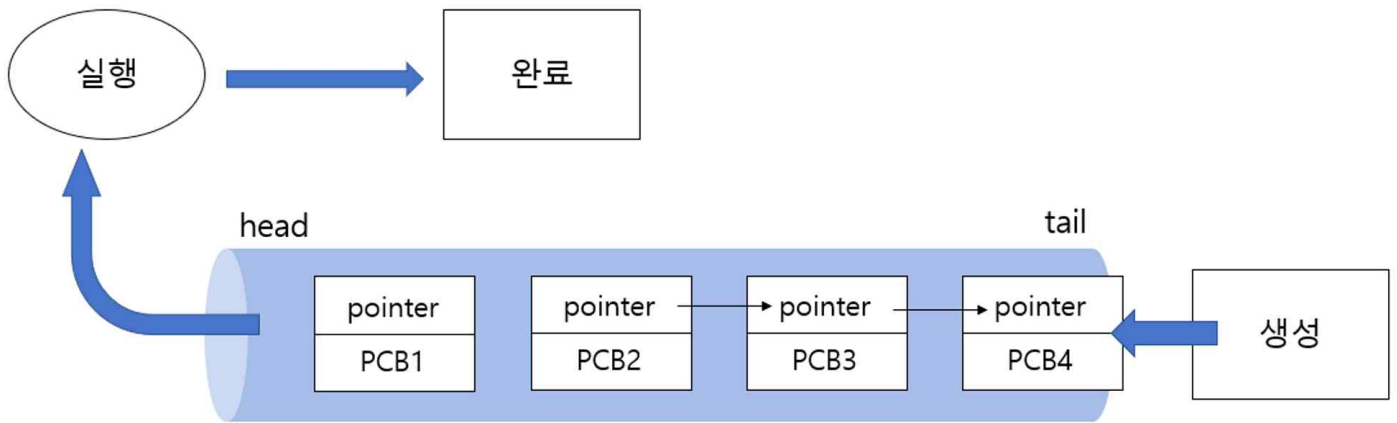 실행
완료
head
tail
pointer
PCB1
pointer
PCB2
pointer
PCB3
pointer
PCB4
생성